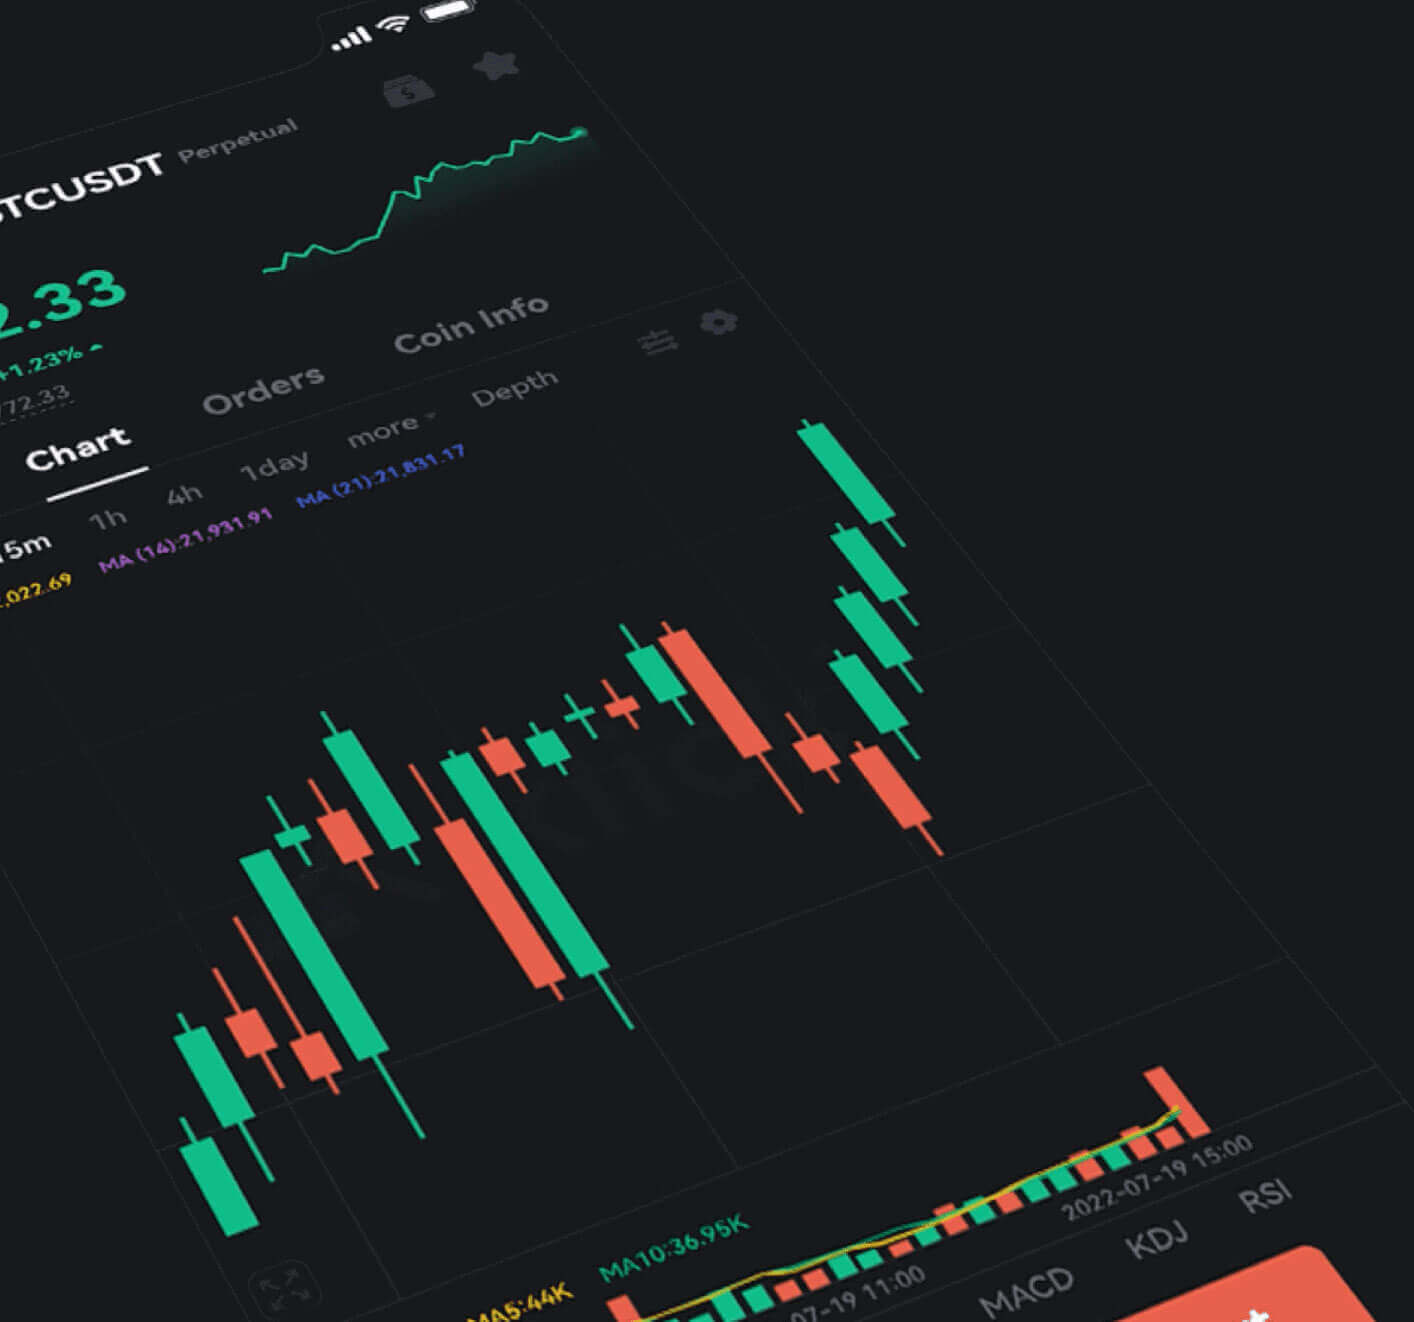 TCUSDT Perpetual
2.33
+1.23%
772.33
Chart Orders Coin Info
15m 1h 4h 1day more Depth
,022.69 MA (14):21,931.91 MA (21):21,831.17
MA5:44K MA10:36.95K
07-19 11:00 2022-07-19 15:00
MACD KDJ RSI